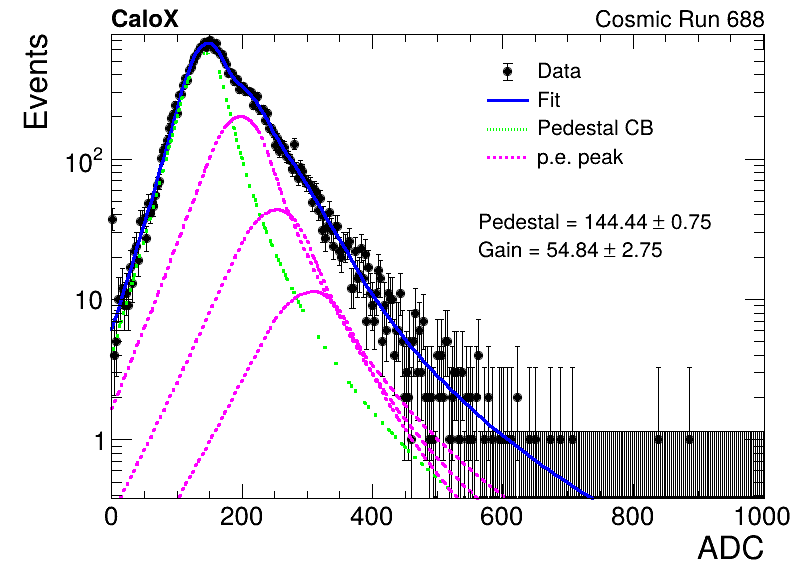 CaloX
Cosmic Run 688
Events
Data
Fit
Pedestal CB
p.e. peak
Pedestal = 144.44 ± 0.75
Gain = 54.84 ± 2.75
10²
10
1
0 200 400 600 800 1000
ADC